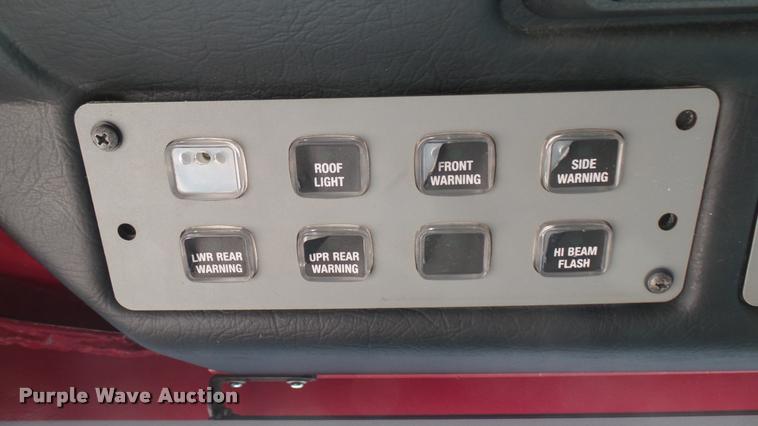 ROOF
LIGHT
FRONT
WARNING
SIDE
WARNING
LWR REAR
WARNING
UPR REAR
WARNING
HI BEAM
FLASH
Purple Wave Auction